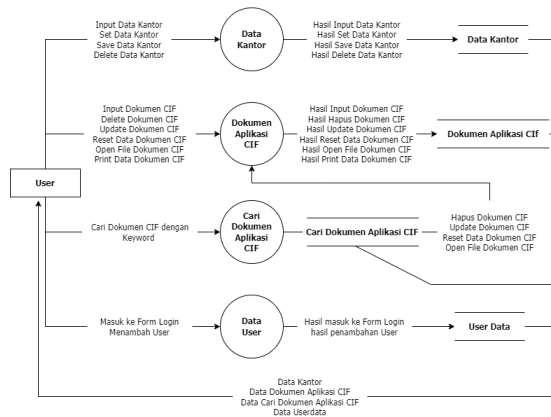 Input Data Kantor
Set Data Kantor
Save Data Kantor
Delete Data Kantor
Data
Kantor
Hasil Input Data Kantor
Hasil Set Data Kantor
Hasil Save Data Kantor
Hasil Delete Data Kantor
Data Kantor
Input Dokumen CIF
Delete Dokumen CIF
Update Dokumen CIF
Reset Data Dokumen CIF
Open File Dokumen CIF
Print Data Dokumen CIF
Dokumen
Aplikasi
CIF
Hasil Input Dokumen CIF
Hasil Hapus Dokumen CIF
Hasil Update Dokumen CIF
Hasil Reset Data Dokumen CIF
Hasil Open File Dokumen CIF
Hasil Print Data Dokumen CIF
Dokumen Aplikasi CIf
User
Cari Dokumen CIF dengan
Keyword
Cari
Dokumen
Aplikasi
CIF
Cari Dokumen Aplikasi CIF
Hapus Dokumen CIF
Update Dokumen CIF
Reset Data Dokumen CIF
Open File Dokumen CIF
Masuk ke Form Login
Menambah User
Data
User
Hasil masuk ke Form Login
hasil penambahan User
User Data
Data Kantor
Data Dokumen Aplikasi CIF
Data Cari Dokumen Aplikasi CIF
Data Userdata